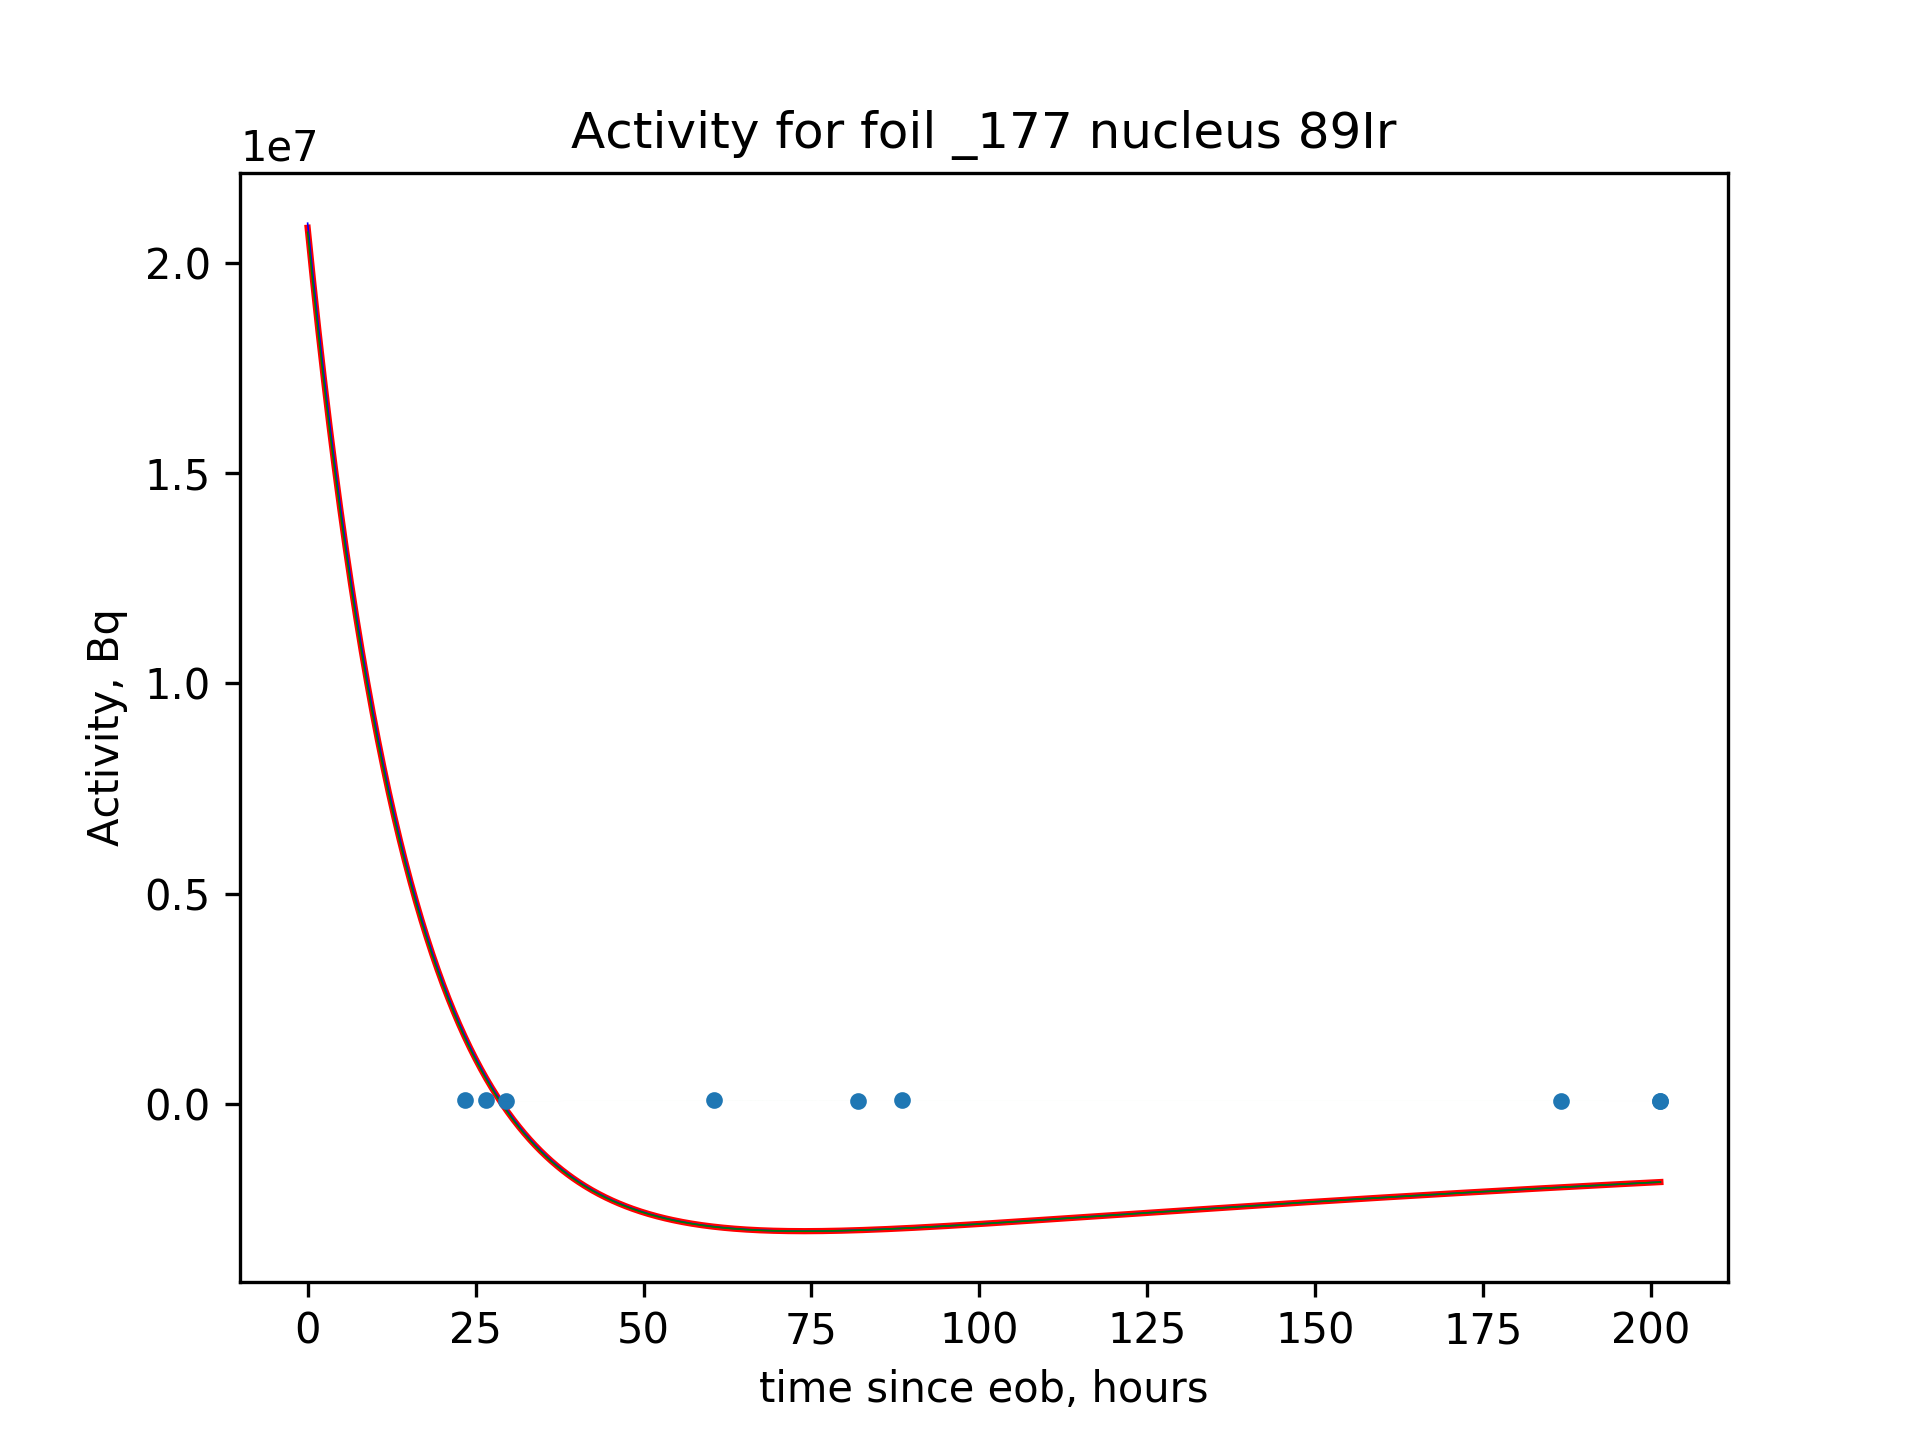 Activity for foil _177 nucleus 89Ir
1e7
2.0
1.5
1.0
0.5
0.0
Activity, Bq
0 25 50 75 100 125 150 175 200
time since eob, hours